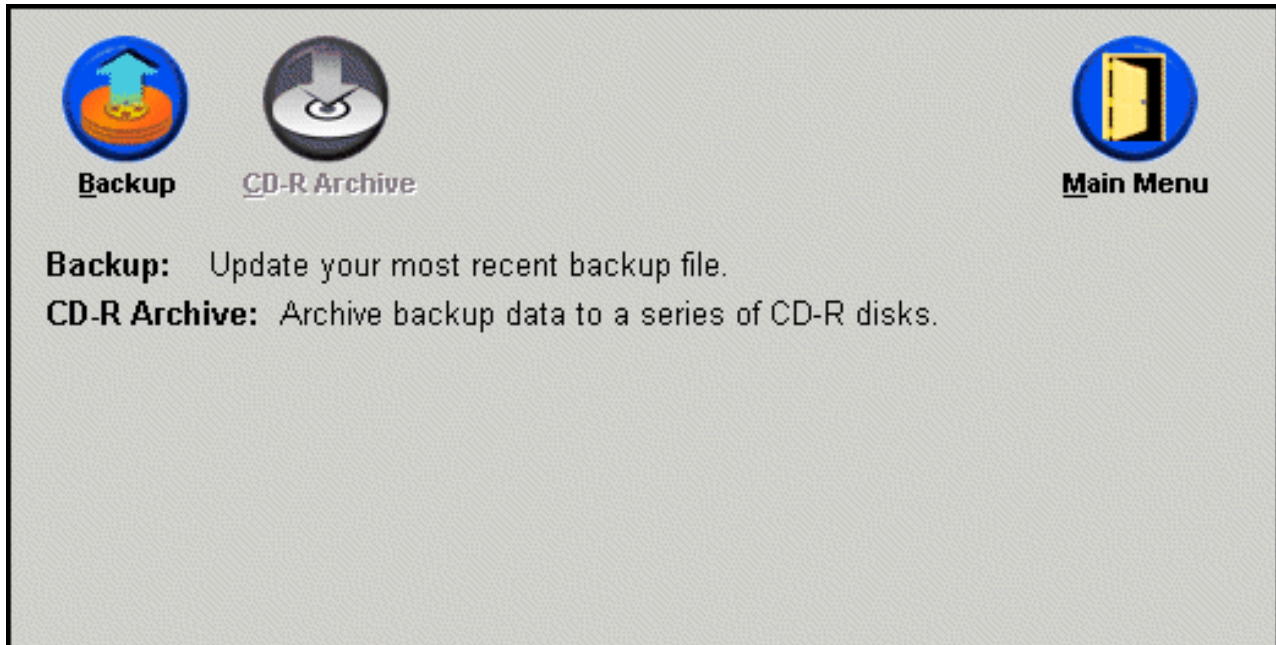 Backup CD-R Archive Main Menu
Backup: Update your most recent backup file.
CD-R Archive: Archive backup data to a series of CD-R disks.